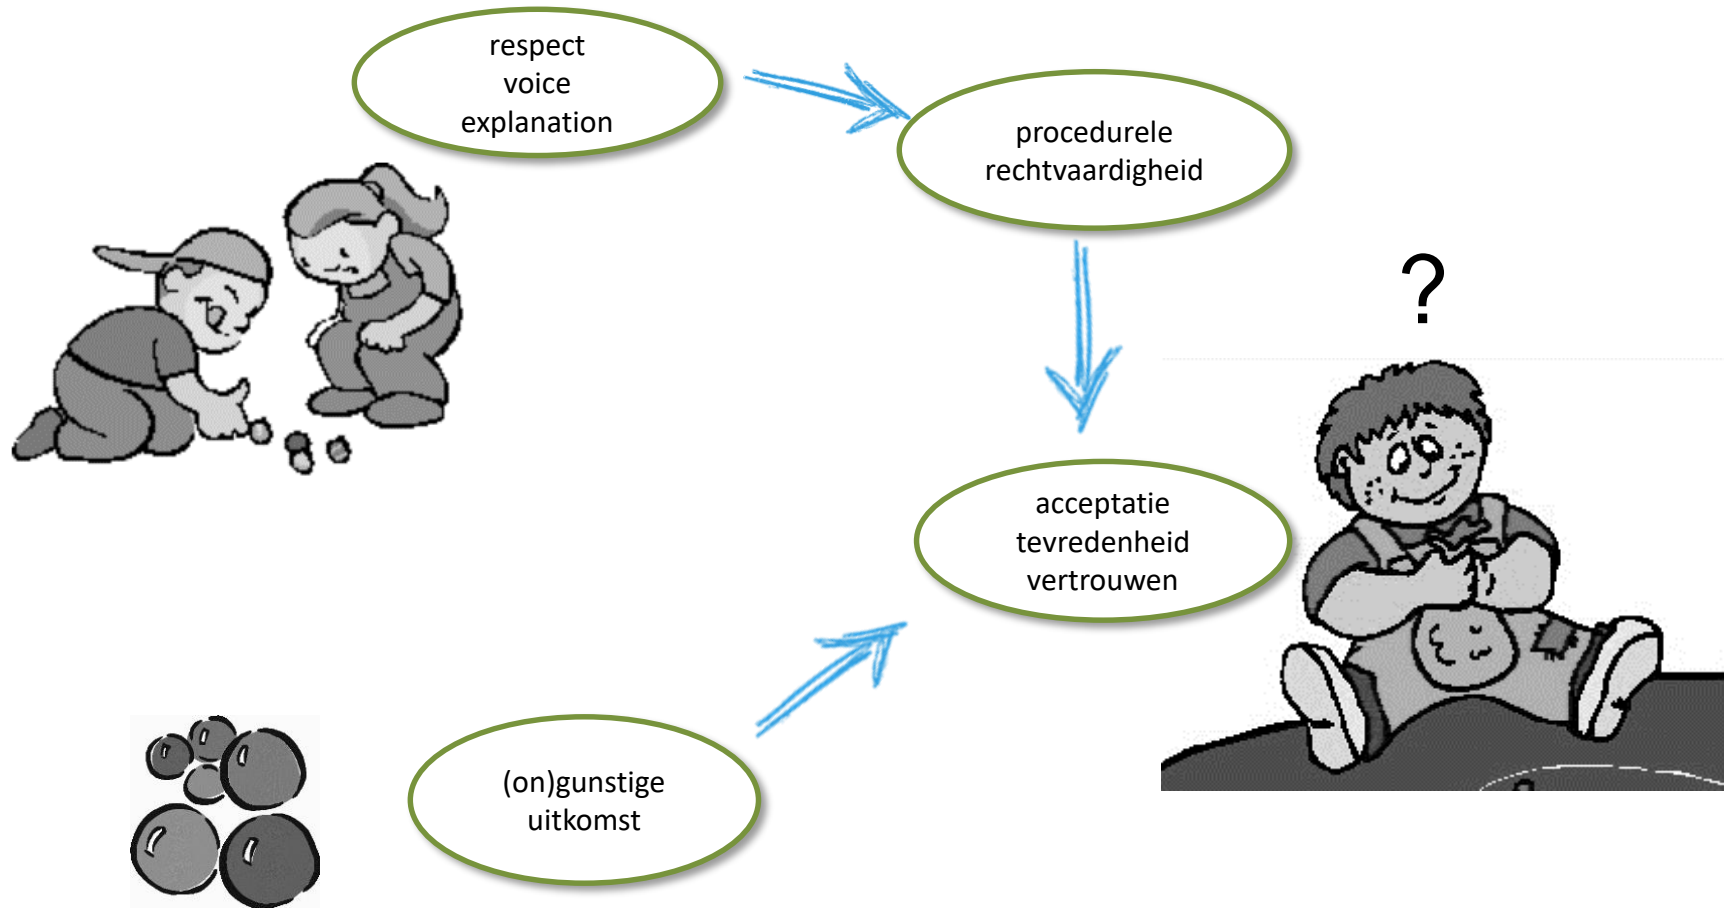 respect
voice
explanation
procedurele
rechtvaardigheid
?
acceptatie
tevredenheid
vertrouwen
(on)gunstige
uitkomst